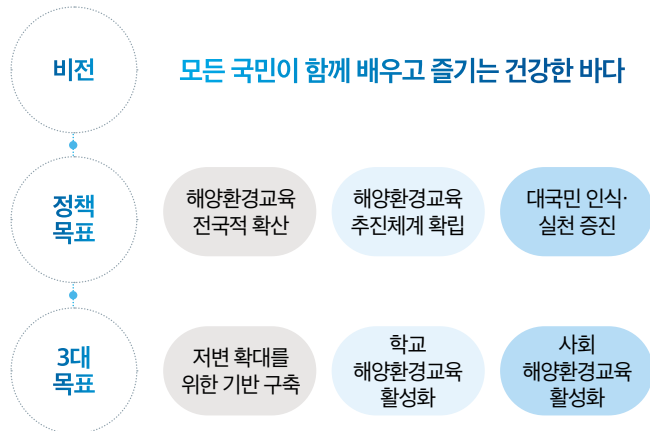 비전
모든 국민이 함께 배우고 즐기는 건강한 바다
정책
목표
해양환경교육
전국적 확산
해양환경교육
추진체계 확립
대국민 인식·
실천 증진
3대
목표
저변 확대를
위한 기반 구축
학교
해양환경교육
활성화
사회
해양환경교육
활성화